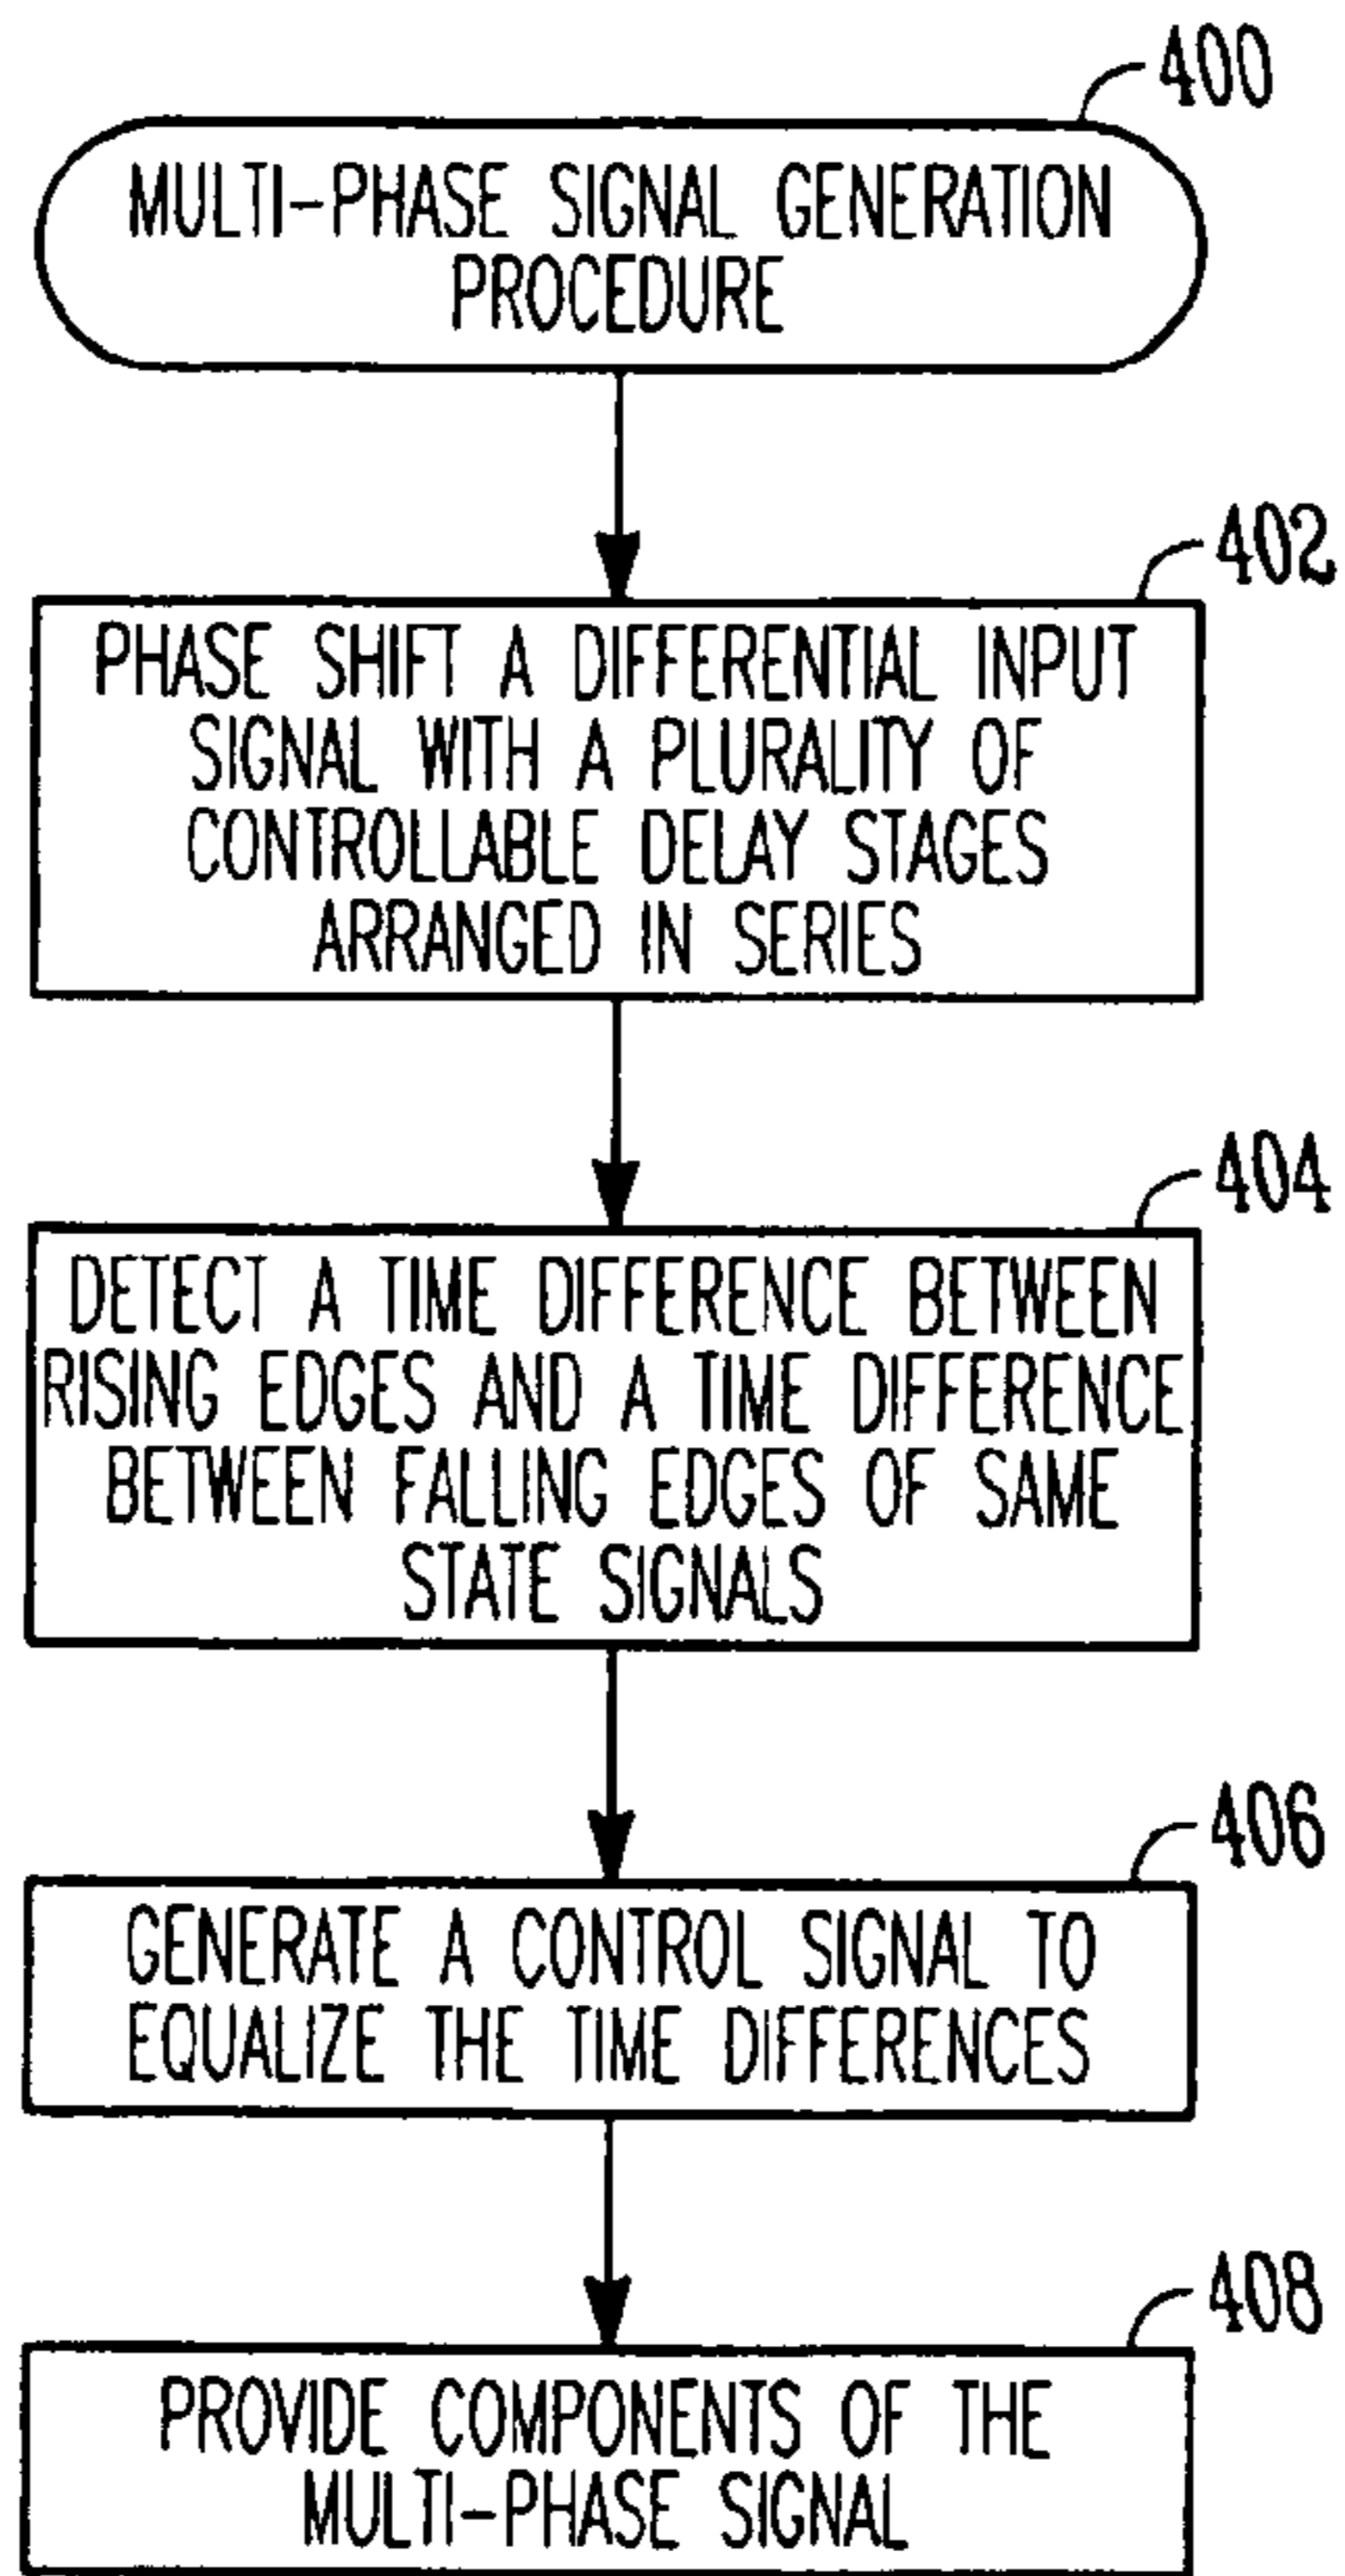 400
MULTI-PHASE SIGNAL GENERATION
PROCEDURE
402
PHASE SHIFT A DIFFERENTIAL INPUT
SIGNAL WITH A PLURALITY OF
CONTROLLABLE DELAY STAGES
ARRANGED IN SERIES
404
DETECT A TIME DIFFERENCE BETWEEN
RISING EDGES AND A TIME DIFFERENCE
BETWEEN FALLING EDGES OF SAME
STATE SIGNALS
406
GENERATE A CONTROL SIGNAL TO
EQUALIZE THE TIME DIFFERENCES
408
PROVIDE COMPONENTS OF THE
MULTI-PHASE SIGNAL